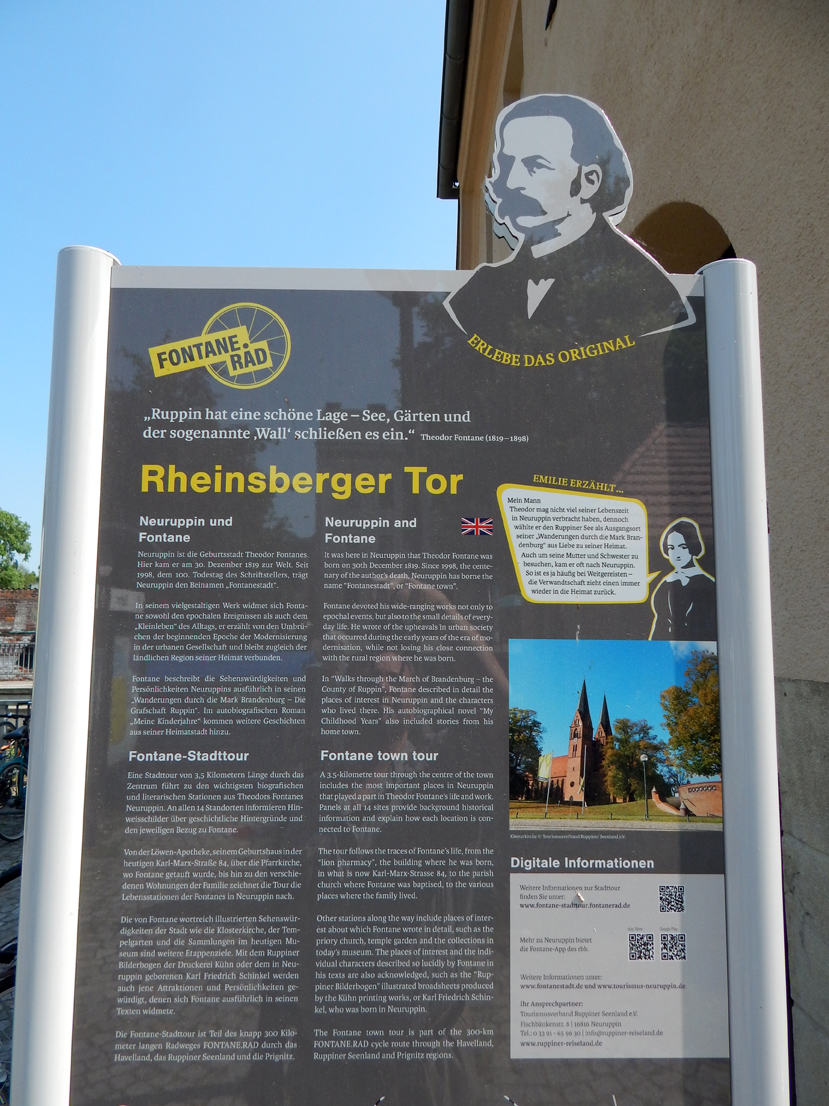 ERLEBE DAS ORIGINAL
FONTANE.
RAD
„Ruppin hat eine schöne Lage – See, Gärten und
der sogenannte ‚Wall‘ schließen es ein.“ Theodor Fontane (1819–1898)
Rheinsberger Tor
Neuruppin und
Fontane
Neuruppin ist die Geburtsstadt Theodor Fontanes.
Hier kam er am 30. Dezember 1819 zur Welt. Seit
1998, dem 100. Todestag des Schriftstellers, trägt
Neuruppin den Beinamen „Fontanestadt“.
In seinem vielgestaltigen Werk widmet sich Fonta-
ne sowohl den epochalen Ereignissen als auch dem
„Kleinleben“ des Alltags, er erzählt von den Umbrü-
chen der beginnenden Epoche der Modernisierung
in der urbanen Gesellschaft und bleibt zugleich der
ländlichen Region seiner Heimat verbunden.
Fontane beschreibt die Sehenswürdigkeiten und
Persönlichkeiten Neuruppins ausführlich in seinen
„Wanderungen durch die Mark Brandenburg – Die
Grafschaft Ruppin“. Im autobiografischen Roman
„Meine Kinderjahre“ kommen weitere Geschichten
aus seiner Heimatstadt hinzu.
Fontane-Stadttour
Eine Stadttour von 3,5 Kilometern Länge durch das
Zentrum führt zu den wichtigsten biografischen
und literarischen Stationen aus Theodors Fontanes
Neuruppin. An allen 14 Standorten informieren Hin-
weisschilder über geschichtliche Hintergründe und
den jeweiligen Bezug zu Fontane.
Von der Löwen-Apotheke, seinem Geburtshaus in der
heutigen Karl-Marx-Straße 84, über die Pfarrkirche,
wo Fontane getauft wurde, bis hin zu den verschie-
denen Wohnungen der Familie zeichnet die Tour die
Lebensstationen der Fontanes in Neuruppin nach.
Die von Fontane wortreich illustrierten Sehenswür-
digkeiten der Stadt wie die Klosterkirche, der Tem-
pelgarten und die Sammlungen im heutigen Mu-
seum sind weitere Etappenziele. Mit dem Ruppiner
Bilderbogen der Druckerei Kühn oder dem in Neu-
ruppin geborenen Karl Friedrich Schinkel werden
auch jene Attraktionen und Persönlichkeiten ge-
würdigt, denen sich Fontane ausführlich in seinen
Texten widmete.
Die Fontane-Stadttour ist Teil des knapp 300 Kilo-
meter langen Radweges FONTANE.RAD durch das
Havelland, das Ruppiner Seenland und die Prignitz.
Neuruppin and
Fontane
It was here in Neuruppin that Theodor Fontane was
born on 30th December 1819. Since 1998, the cente-
nary of the author's death, Neuruppin has borne the
name "Fontanestadt", or "Fontane town".
Fontane devoted his wide-ranging works not only to
epochal events, but also to the small details of every-
day life. He wrote of the upheavals in urban society
that occurred during the early years of the era of mo-
dernisation, while not losing his close connection
with the rural region where he was born.
In "Walks through the March of Brandenburg – the
County of Ruppin", Fontane described in detail the
places of interest in Neuruppin and the characters
who lived there. His autobiographical novel "My
Childhood Years" also included stories from his
home town.
Fontane town tour
A 3.5-kilometre tour through the centre of the town
includes the most important places in Neuruppin
that played a part in Theodor Fontane's life and work.
Panels at all 14 sites provide background historical
information and explain how each location is con-
nected to Fontane.
The tour follows the traces of Fontane's life, from the
"lion pharmacy", the building where he was born,
in what is now Karl-Marx-Strasse 84, to the parish
church where Fontane was baptised, to the various
places where the family lived.
Other stations along the way include places of inter-
est about which Fontane wrote in detail, such as the
priory church, temple garden and the collections in
today's museum. The places of interest and the indi-
vidual characters described so lucidly by Fontane in
his texts are also acknowledged, such as the "Rup-
piner Bilderbogen" illustrated broadsheets produced
by the Kühn printing works, or Karl Friedrich Schin-
kel, who was born in Neuruppin.
The Fontane town tour is part of the 300-km
FONTANE.RAD cycle route through the Havelland,
Ruppiner Seenland and Prignitz regions.
EMILIE ERZÄHLT...
Mein Mann
Theodor mag nicht viel seiner Lebenszeit
in Neuruppin verbracht haben, dennoch
wählte er den Ruppiner See als Ausgangsort
seiner „Wanderungen durch die Mark Bran-
denburg“ aus Liebe zu seiner Heimat.
Auch um seine Mutter und Schwester zu
besuchen, kam er oft nach Neuruppin.
So ist es ja häufig bei Weitgereisten –
die Verwandtschaft zieht einen immer
wieder in die Heimat zurück.
Klosterkirche © Tourismusverband Ruppiner Seenland e.V.
Digitale Informationen
Weitere Informationen zur Stadttour
finden Sie unter:
www.fontane-stadttour.fontanerad.de
App Store
Google Play
Mehr zu Neuruppin bietet
die Fontane-App des rbb.
Weitere Informationen unter:
www.fontanestadt.de und www.tourismus-neuruppin.de
Ihr Ansprechpartner:
Tourismusverband Ruppiner Seenland e.V.
Fischbänkenstr. 8 | 16816 Neuruppin
Tel.: 0 33 91 - 65 96 30 | info@ruppiner-reiseland.de
www.ruppiner-reiseland.de